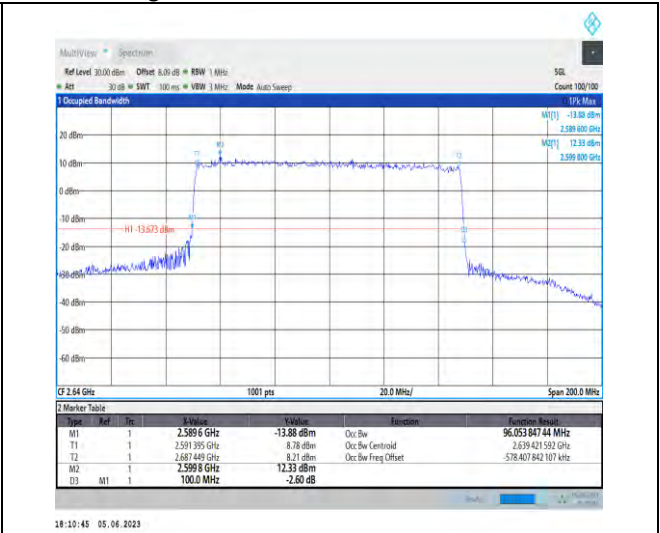 MultiView Spectrum
Ref Level 30.00 dBm Offset 8.09 dB RBW 1 MHz SGL
Att 30 dB SWT 100 ms VBW 3 MHz Mode Auto Sweep Count 100/100
1 Occupied Bandwidth 1Pk Max
M1[1] -13.88 dBm
2.589 600 GHz
M2[1] 12.33 dBm
2.599 800 GHz
20 dBm
10 dBm
0 dBm
-10 dBm
H1 -13.673 dBm
-20 dBm
-30 dBm
-40 dBm
-50 dBm
-60 dBm
CF 2.64 GHz 1001 pts 20.0 MHz/ Span 200.0 MHz
2 Marker Table
Type Ref Trc X-Value Y-Value Function Function Result
M1 1 2.589 6 GHz -13.88 dBm Occ Bw 96.053 847 44 MHz
T1 1 2.591 395 GHz 8.78 dBm Occ Bw Centroid 2.639 421 592 GHz
T2 1 2.687 449 GHz 8.21 dBm Occ Bw Freq Offset -578.407 842 107 kHz
M2 1 2.599 8 GHz 12.33 dBm
D3 M1 1 100.0 MHz -2.60 dB
18:10:45 05.06.2023